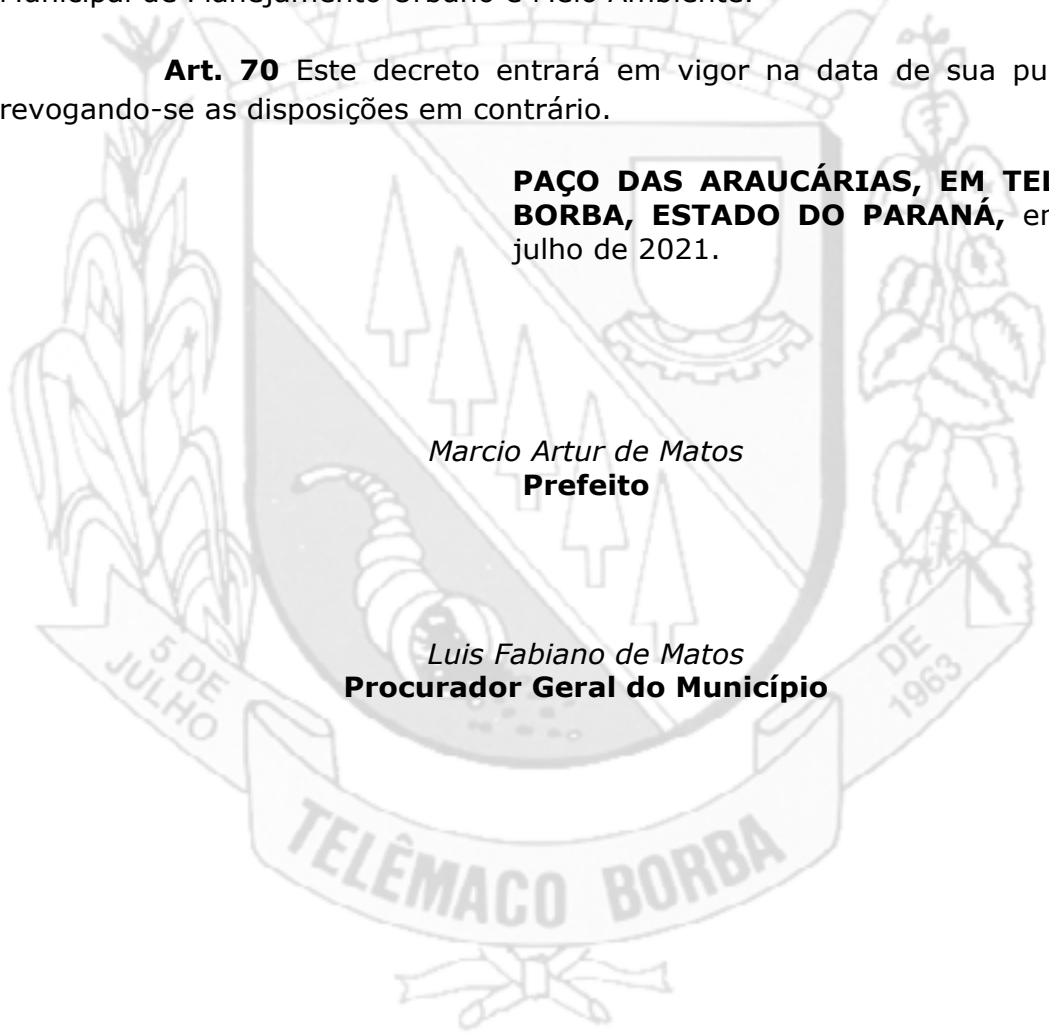 Municipal de Planejamento Urbano e Meio Ambiente.
Art. 70 Este decreto entrará em vigor na data de sua pu
revogando-se as disposições em contrário.
PAÇO DAS ARAUCÁRIAS, EM TEL
BORBA, ESTADO DO PARANÁ, em
julho de 2021.
Marcio Artur de Matos
Prefeito
Luis Fabiano de Matos
Procurador Geral do Município
5 DE
JULHO
DE
1963
TELÊMACO BORBA